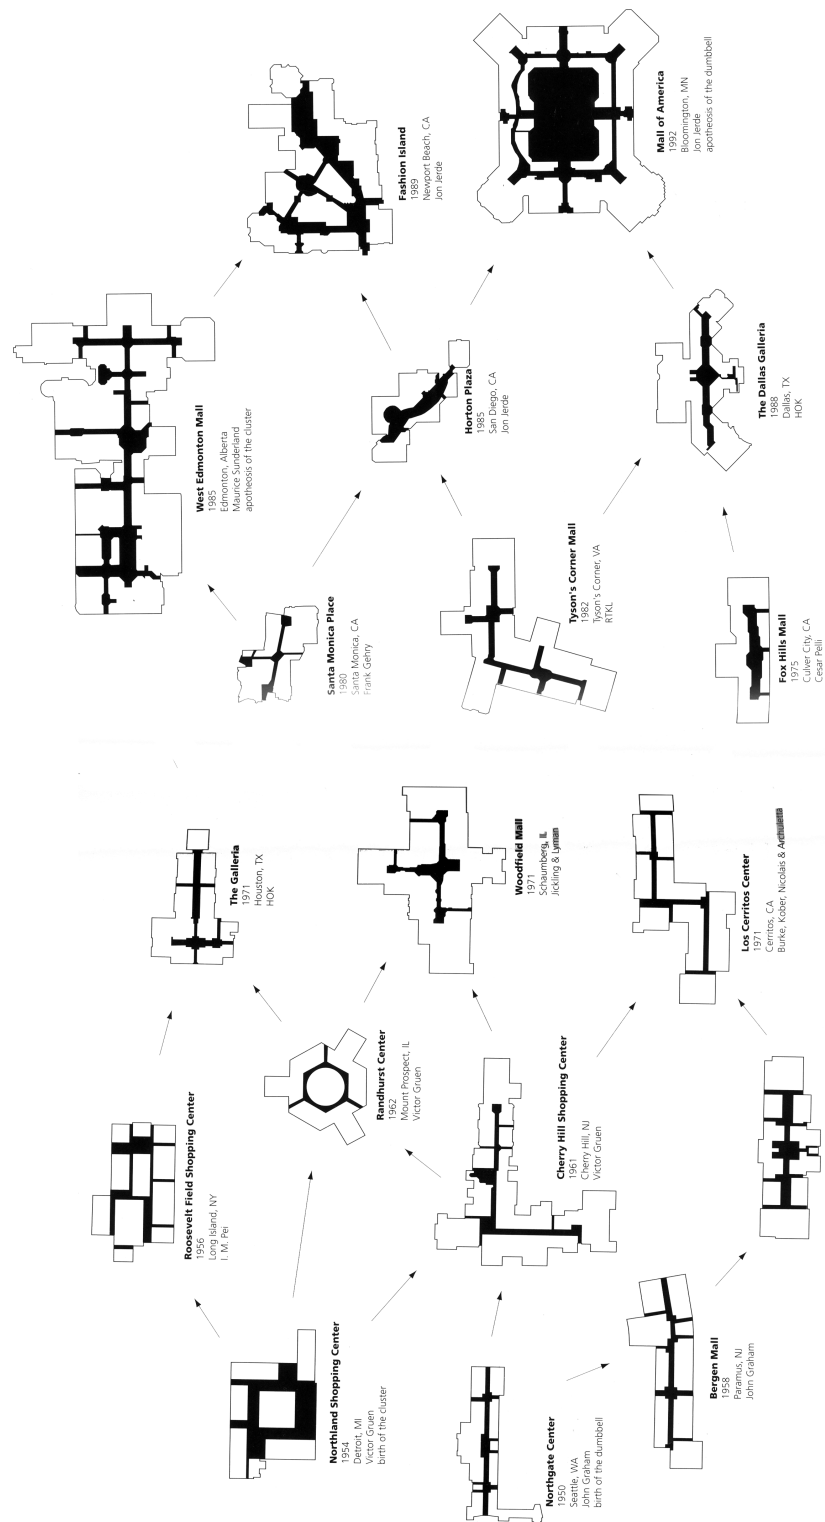 Northland Shopping Center
1954
Detroit, MI
Victor Gruen
birth of the cluster
Northgate Center
1950
Seattle, WA
John Graham
birth of the dumbbell
Roosevelt Field Shopping Center
1956
Long Island, NY
I. M. Pei
Bergen Mall
1958
Paramus, NJ
John Graham
Randhurst Center
1962
Mount Prospect, IL
Victor Gruen
Cherry Hill Shopping Center
1961
Cherry Hill, NJ
Victor Gruen
The Galleria
1971
Houston, TX
HOK
Woodfield Mall
1971
Schaumberg, IL
Jickling & Lyman
Los Cerritos Center
1971
Cerritos, CA
Burke, Kober, Nicolais & Archuletta
Santa Monica Place
1980
Santa Monica, CA
Frank Gehry
Tyson's Corner Mall
1982
Tyson's Corner, VA
RTKL
Fox Hills Mall
1975
Culver City, CA
Cesar Pelli
West Edmonton Mall
1985
Edmonton, Alberta
Maurice Sunderland
apotheosis of the cluster
Horton Plaza
1985
San Diego, CA
Jon Jerde
The Dallas Galleria
1988
Dallas, TX
HOK
Fashion Island
1989
Newport Beach, CA
Jon Jerde
Mall of America
1992
Bloomington, MN
Jon Jerde
apotheosis of the dumbbell